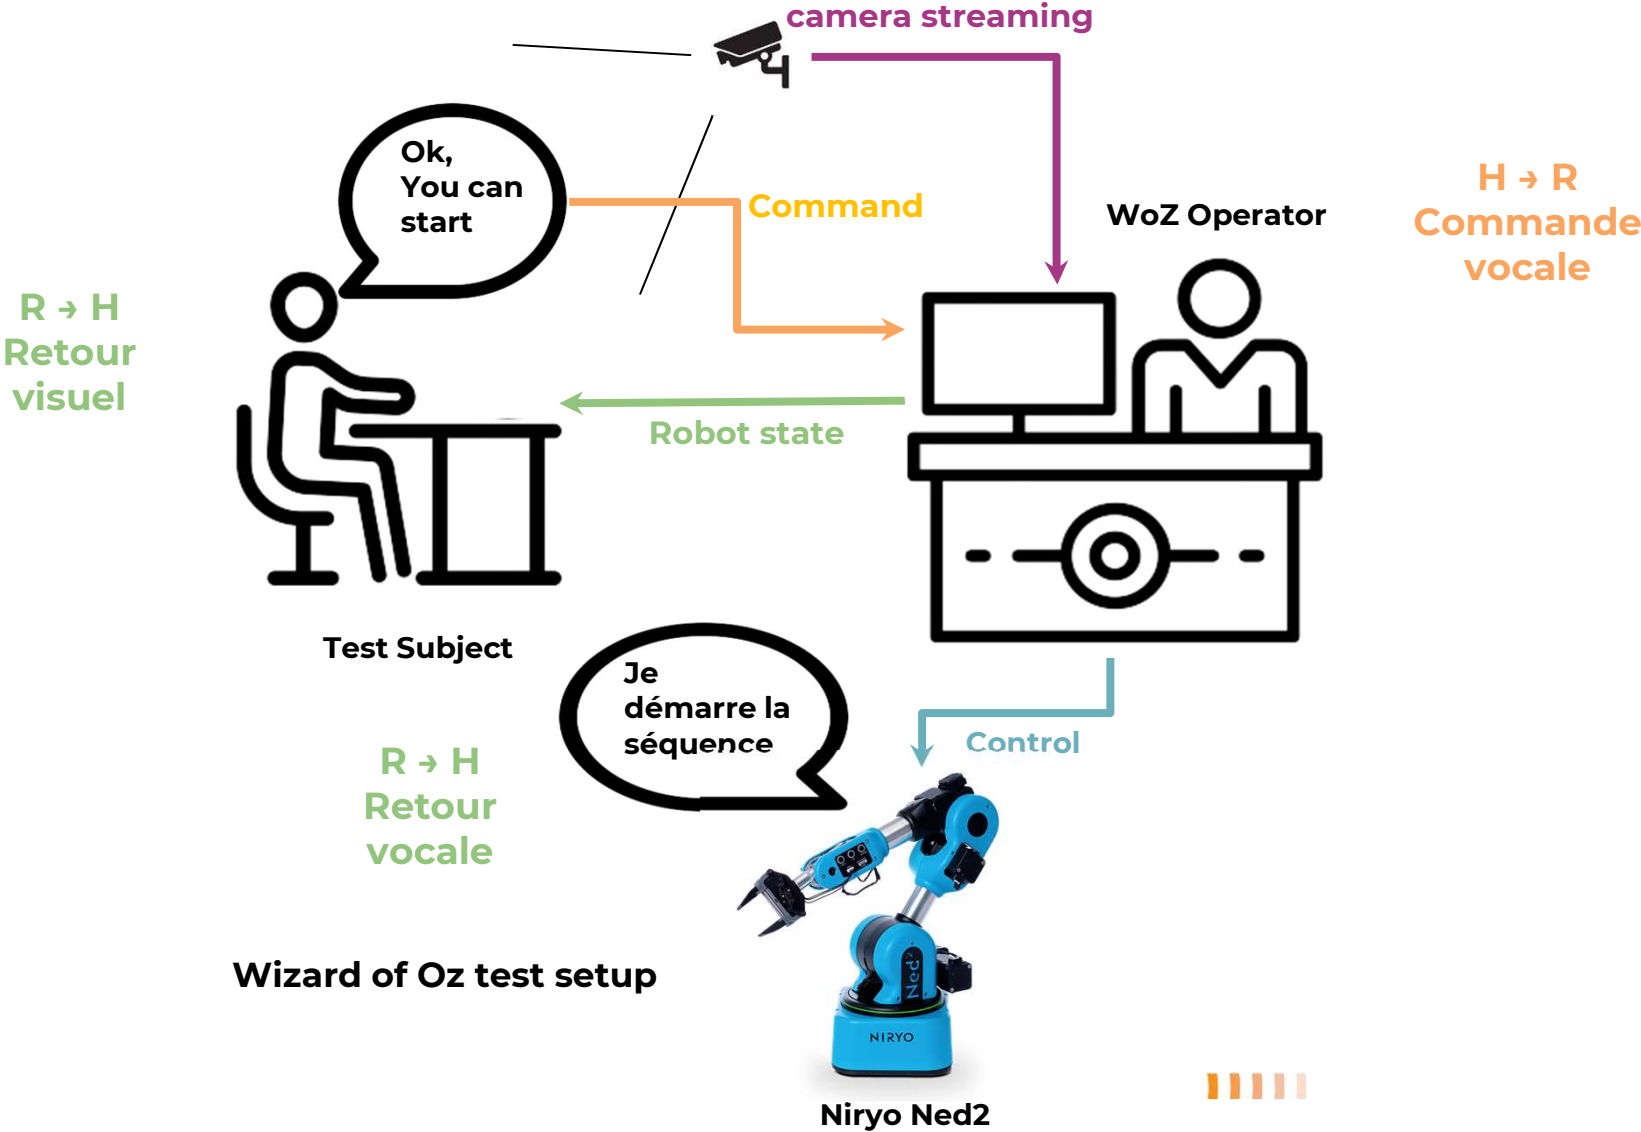 camera streaming
Ok,
You can
start
Command
WoZ Operator
H → R
Commande
vocale
R → H
Retour
visuel
Robot state
Test Subject
Je
démarre la
séquence
Control
R → H
Retour
vocale
Wizard of Oz test setup
Ned²
NIRYO
Niryo Ned2